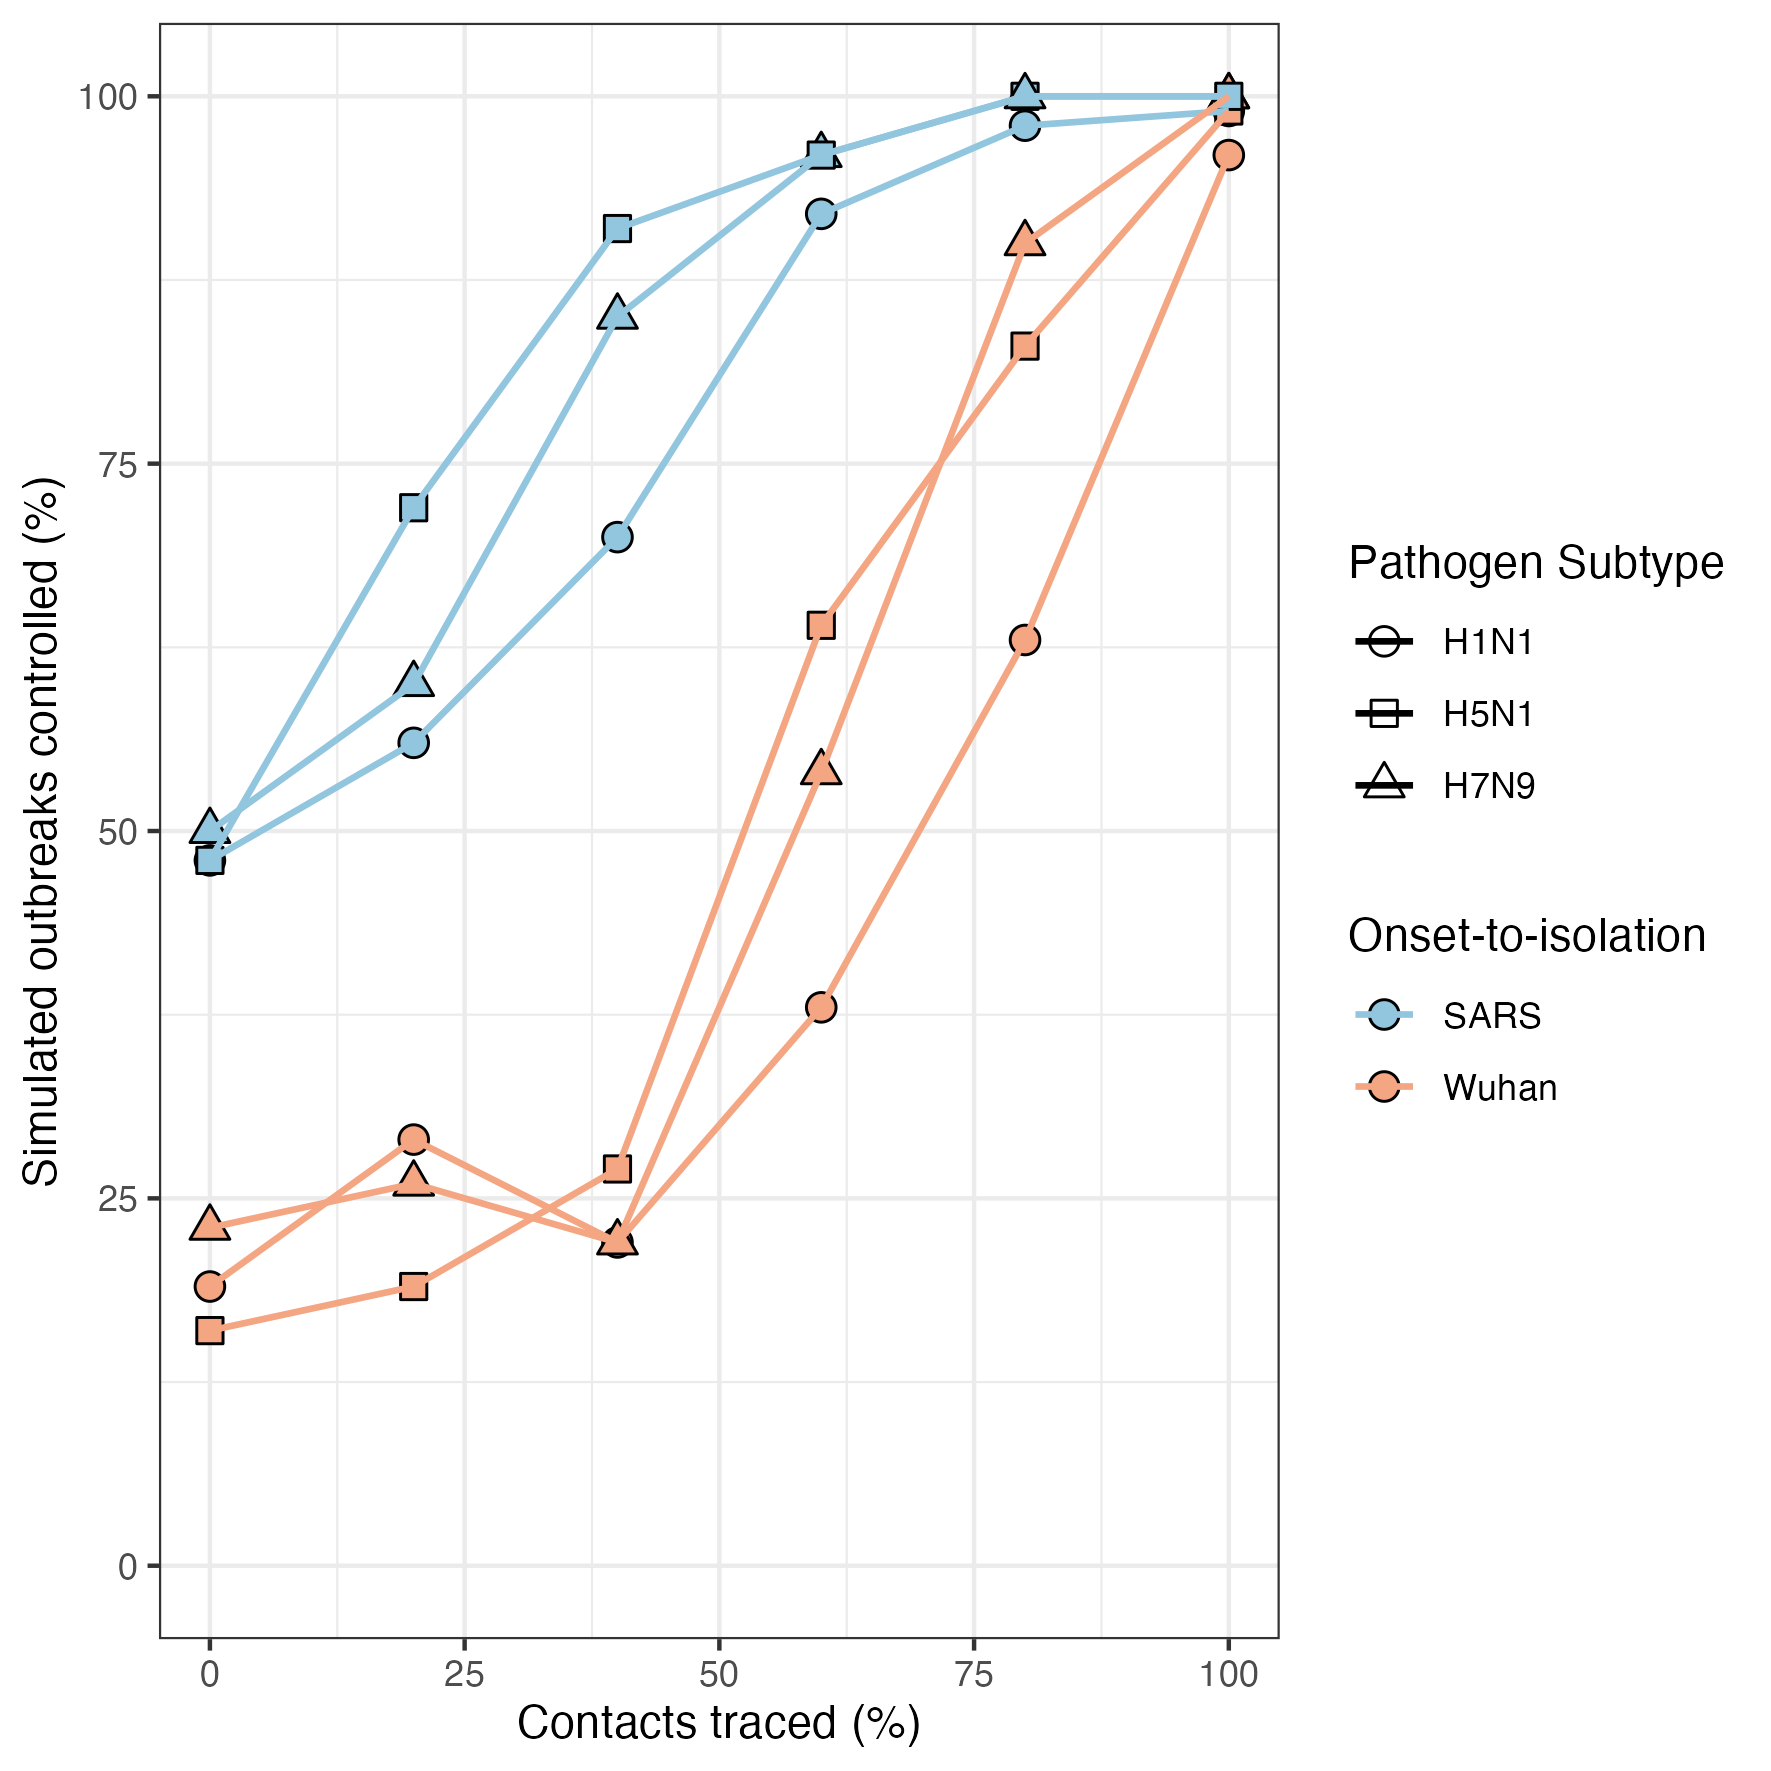 Simulated outbreaks controlled (%)
100
75
50
25
0
0 25 50 75 100
Contacts traced (%)
Pathogen Subtype
H1N1
H5N1
H7N9
Onset-to-isolation
SARS
Wuhan